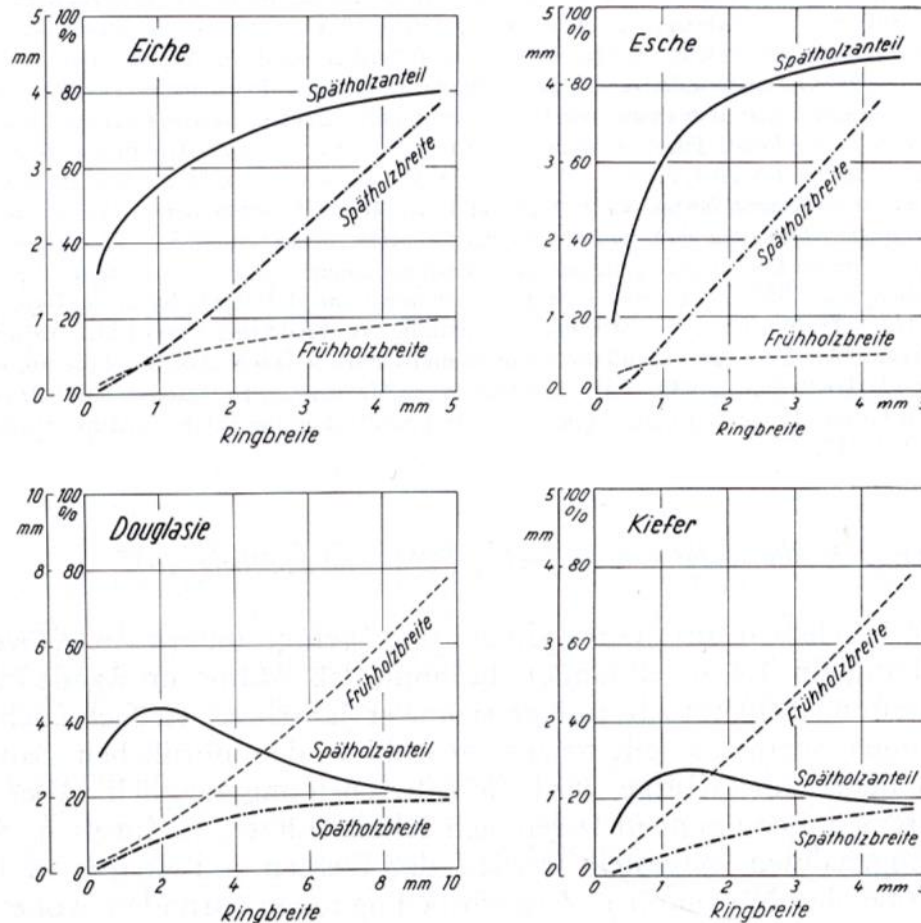 Eiche
5 100
mm %
4 80
3 60
2 40
1 20
0 10
0 1 2 3 4 mm 5
Spätholzanteil
Spätholzbreite
Frühholzbreite
Ringbreite
Esche
5 100
mm %
4 80
3 60
2 40
1 20
0 0
0 1 2 3 4 mm 5
Spätholzanteil
Spätholzbreite
Frühholzbreite
Ringbreite
Douglasie
10 100
mm %
8 80
6 60
4 40
2 20
0 0
0 2 4 6 8 mm 10
Frühholzbreite
Spätholzanteil
Spätholzbreite
Ringbreite
Kiefer
5 100
mm %
4 80
3 60
2 40
1 20
0 0
0 1 2 3 4 mm
Frühholzbreite
Spätholzanteil
Spätholzbreite
Ringbreite